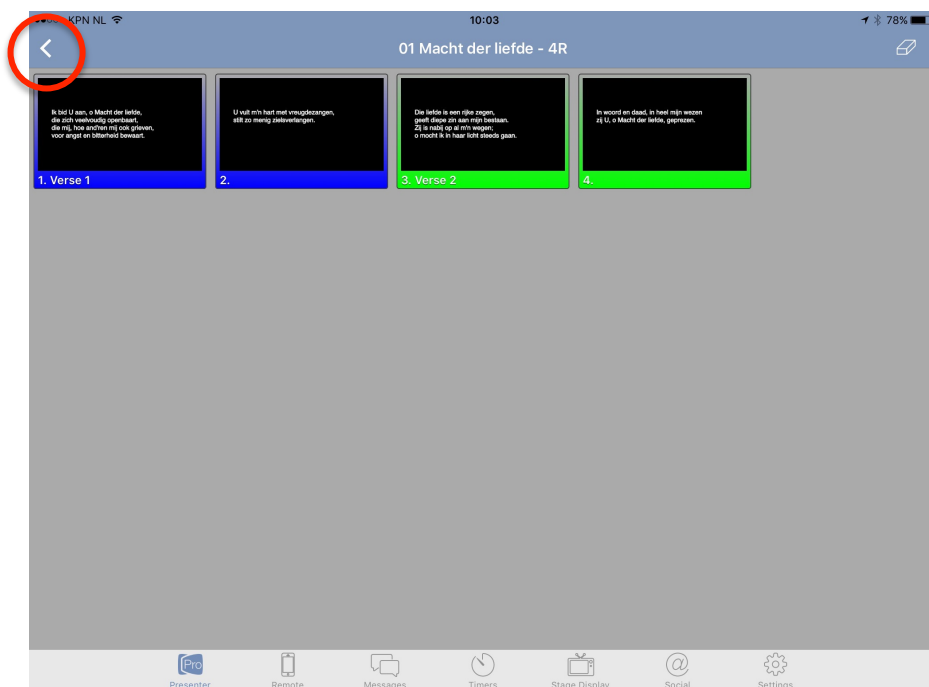 KPN NL
10:03
78%
01 Macht der liefde - 4R
Ik bid U aan, o Macht der liefde,
die zich veelvoudig openbaart,
die mij, hoe and'ren mij ook grieven,
voor angst en bitterheid bewaart.
1. Verse 1
U vult m'n hart met vreugdezangen,
stilt zo menig zielsverlangen.
2.
Die liefde is een rijke zegen,
geeft diepe zin aan mijn bestaan.
Zij is nabij op al m'n wegen;
o mocht ik in haar licht steeds gaan.
3. Verse 2
In woord en daad, in heel mijn wezen
zij U, o Macht der liefde, geprezen.
4.
Pro
Presenter
Remote
Messages
Timers
Stage Display
@
Social
Settings